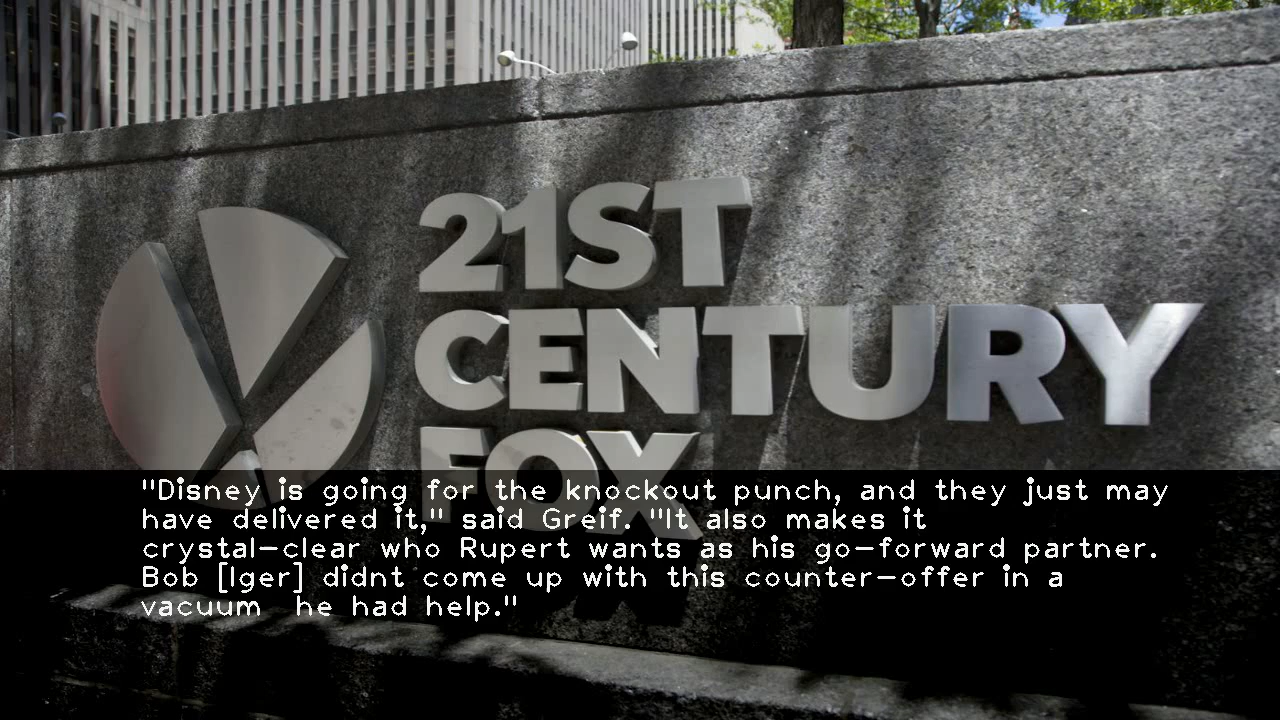 21ST
CENTURY
FOX
"Disney is going for the knockout punch, and they just may
have delivered it," said Greif. "It also makes it
crystal-clear who Rupert wants as his go-forward partner.
Bob [Iger] didnt come up with this counter-offer in a
vacuum  he had help."